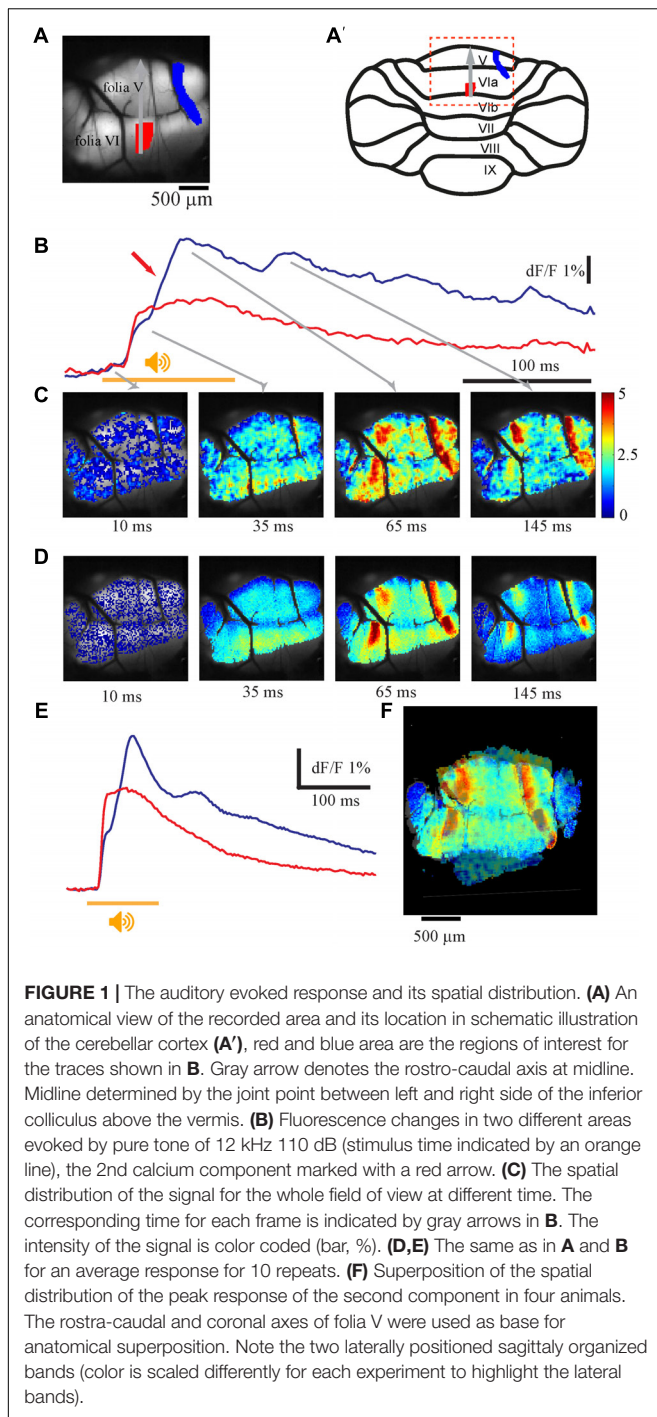 A
A′
folia V
folia VI
500 µm
V
VIa
VIb
VII
VIII
IX
B
dF/F 1%
100 ms
C
5
2.5
0
10 ms
35 ms
65 ms
145 ms
D
10 ms
35 ms
65 ms
145 ms
E
F
dF/F 1%
100 ms
500 µm
FIGURE 1 | The auditory evoked response and its spatial distribution. (A) An
anatomical view of the recorded area and its location in schematic illustration
of the cerebellar cortex (A′), red and blue area are the regions of interest for
the traces shown in B. Gray arrow denotes the rostro-caudal axis at midline.
Midline determined by the joint point between left and right side of the inferior
colliculus above the vermis. (B) Fluorescence changes in two different areas
evoked by pure tone of 12 kHz 110 dB (stimulus time indicated by an orange
line), the 2nd calcium component marked with a red arrow. (C) The spatial
distribution of the signal for the whole field of view at different time. The
corresponding time for each frame is indicated by gray arrows in B. The
intensity of the signal is color coded (bar, %). (D,E) The same as in A and B
for an average response for 10 repeats. (F) Superposition of the spatial
distribution of the peak response of the second component in four animals.
The rostra-caudal and coronal axes of folia V were used as base for
anatomical superposition. Note the two laterally positioned sagittaly organized
bands (color is scaled differently for each experiment to highlight the lateral
bands).